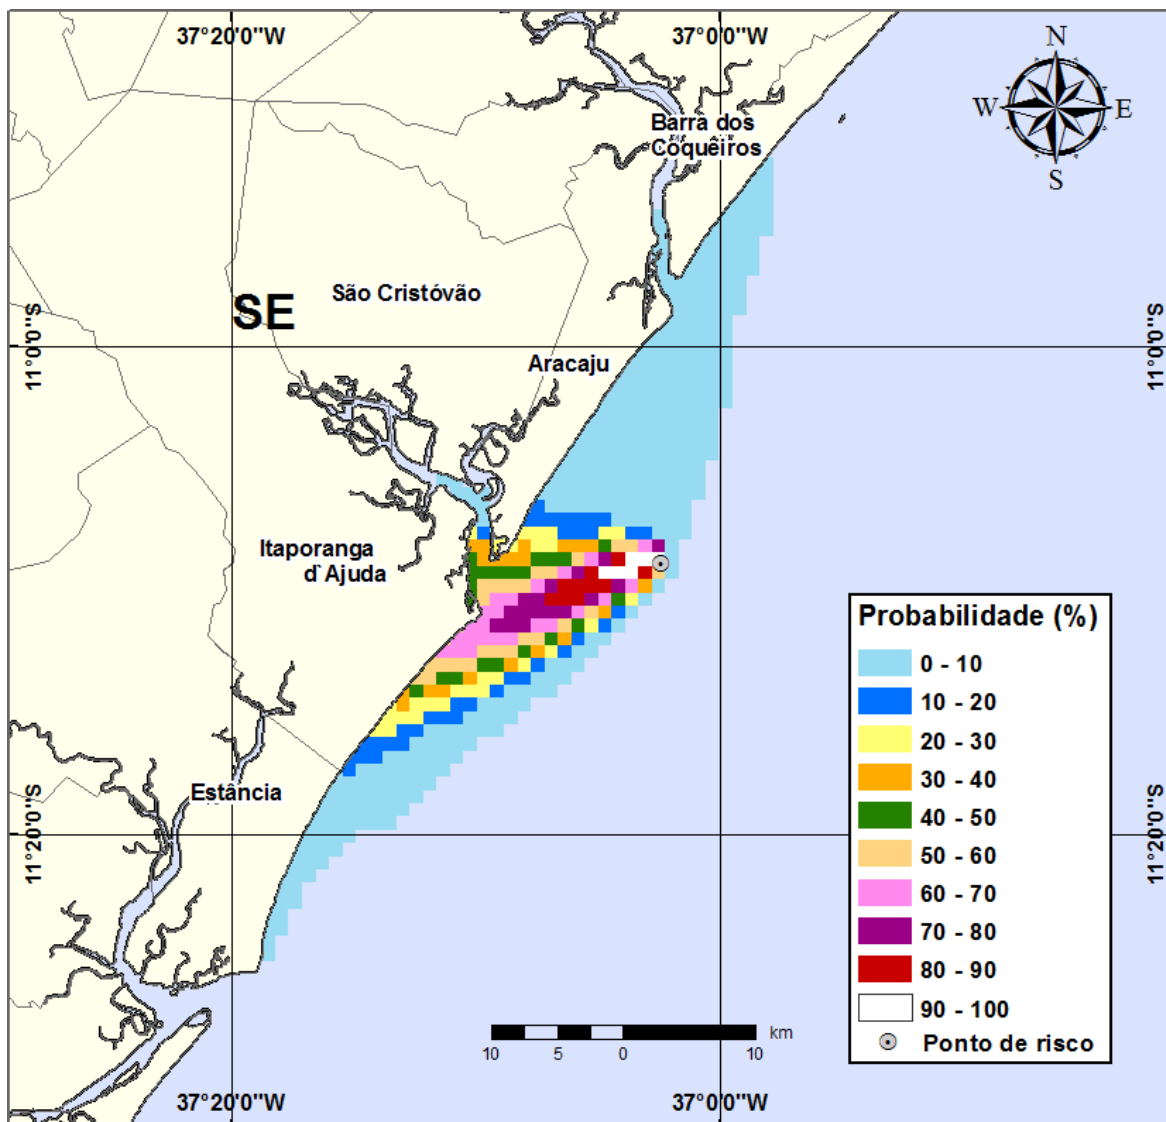 37°20'0"W
37°0'0"W
N
W
E
S
Barra dos
Coqueiros
São Cristóvão
SE
11°0'0"S
11°0'0"S
Aracaju
Itaporanga
d`Ajuda
Estância
11°20'0"S
11°20'0"S
Probabilidade (%)
0 - 10
10 - 20
20 - 30
30 - 40
40 - 50
50 - 60
60 - 70
70 - 80
80 - 90
90 - 100
Ponto de risco
km
10 5 0 10
37°20'0"W
37°0'0"W